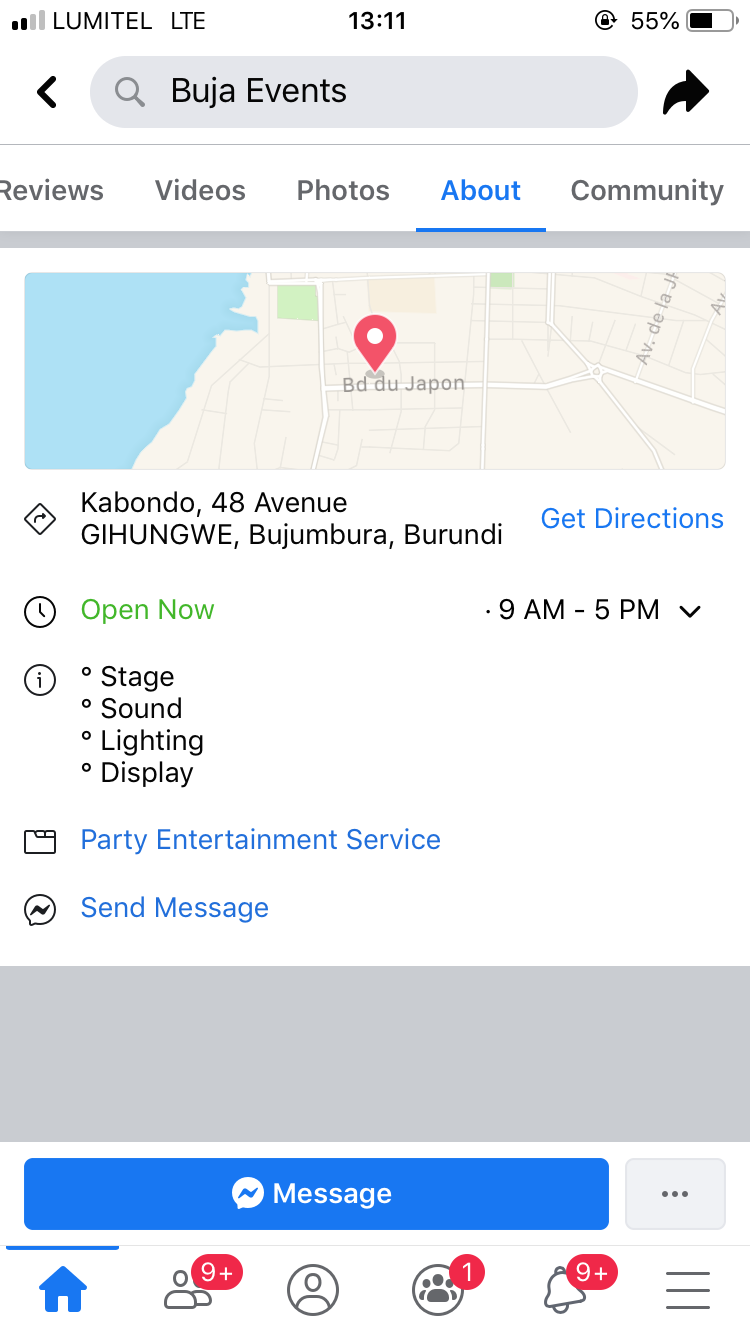 LUMITEL LTE 13:11 55%
Buja Events
Reviews Videos Photos About Community
Av. de la J
Av
Bd du Japon
Kabondo, 48 Avenue
GIHUNGWE, Bujumbura, Burundi
Get Directions
Open Now · 9 AM - 5 PM
° Stage
° Sound
° Lighting
° Display
Party Entertainment Service
Send Message
Message
9+ 1 9+